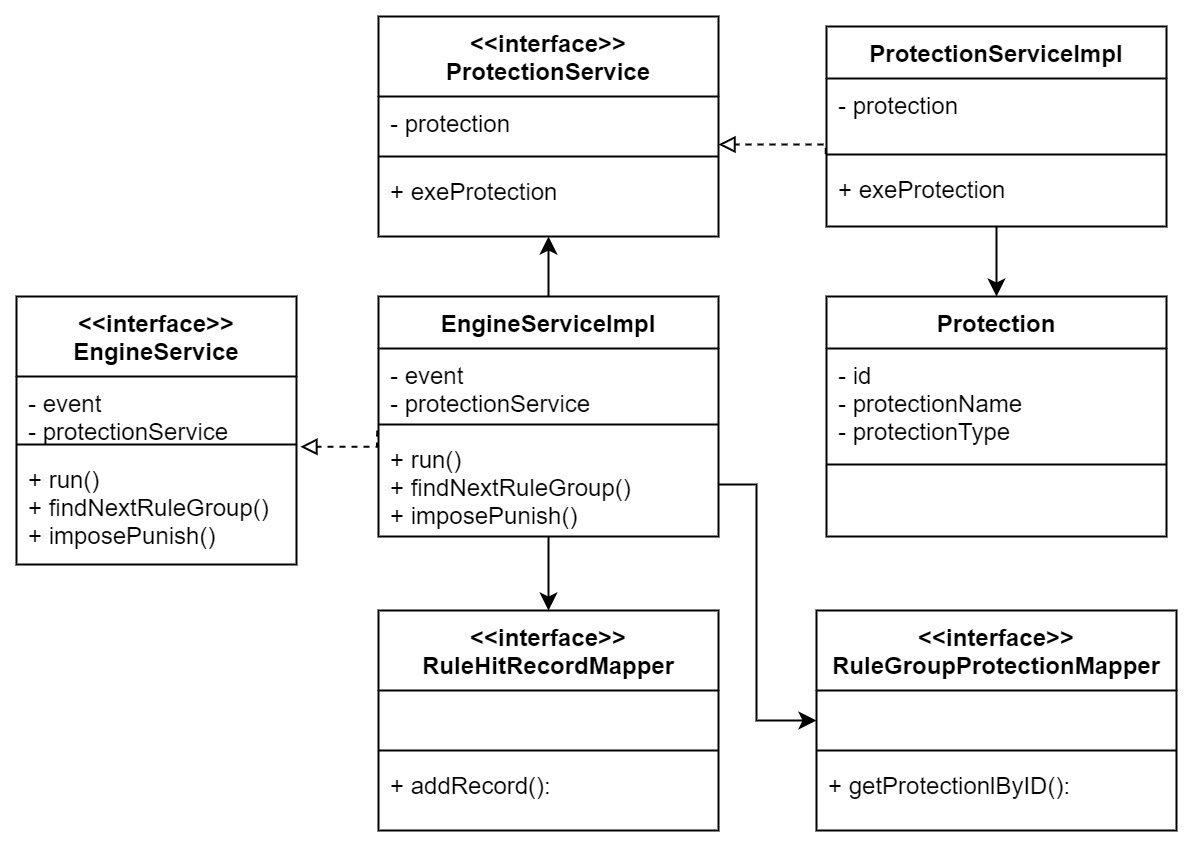 <<interface>>
ProtectionService
- protection
+ exeProtection
ProtectionServiceImpl
- protection
+ exeProtection
<<interface>>
EngineService
- event
- protectionService
+ run()
+ findNextRuleGroup()
+ imposePunish()
EngineServiceImpl
- event
- protectionService
+ run()
+ findNextRuleGroup()
+ imposePunish()
Protection
- id
- protectionName
- protectionType
<<interface>>
RuleHitRecordMapper
+ addRecord():
<<interface>>
RuleGroupProtectionMapper
+ getProtectionlByID():